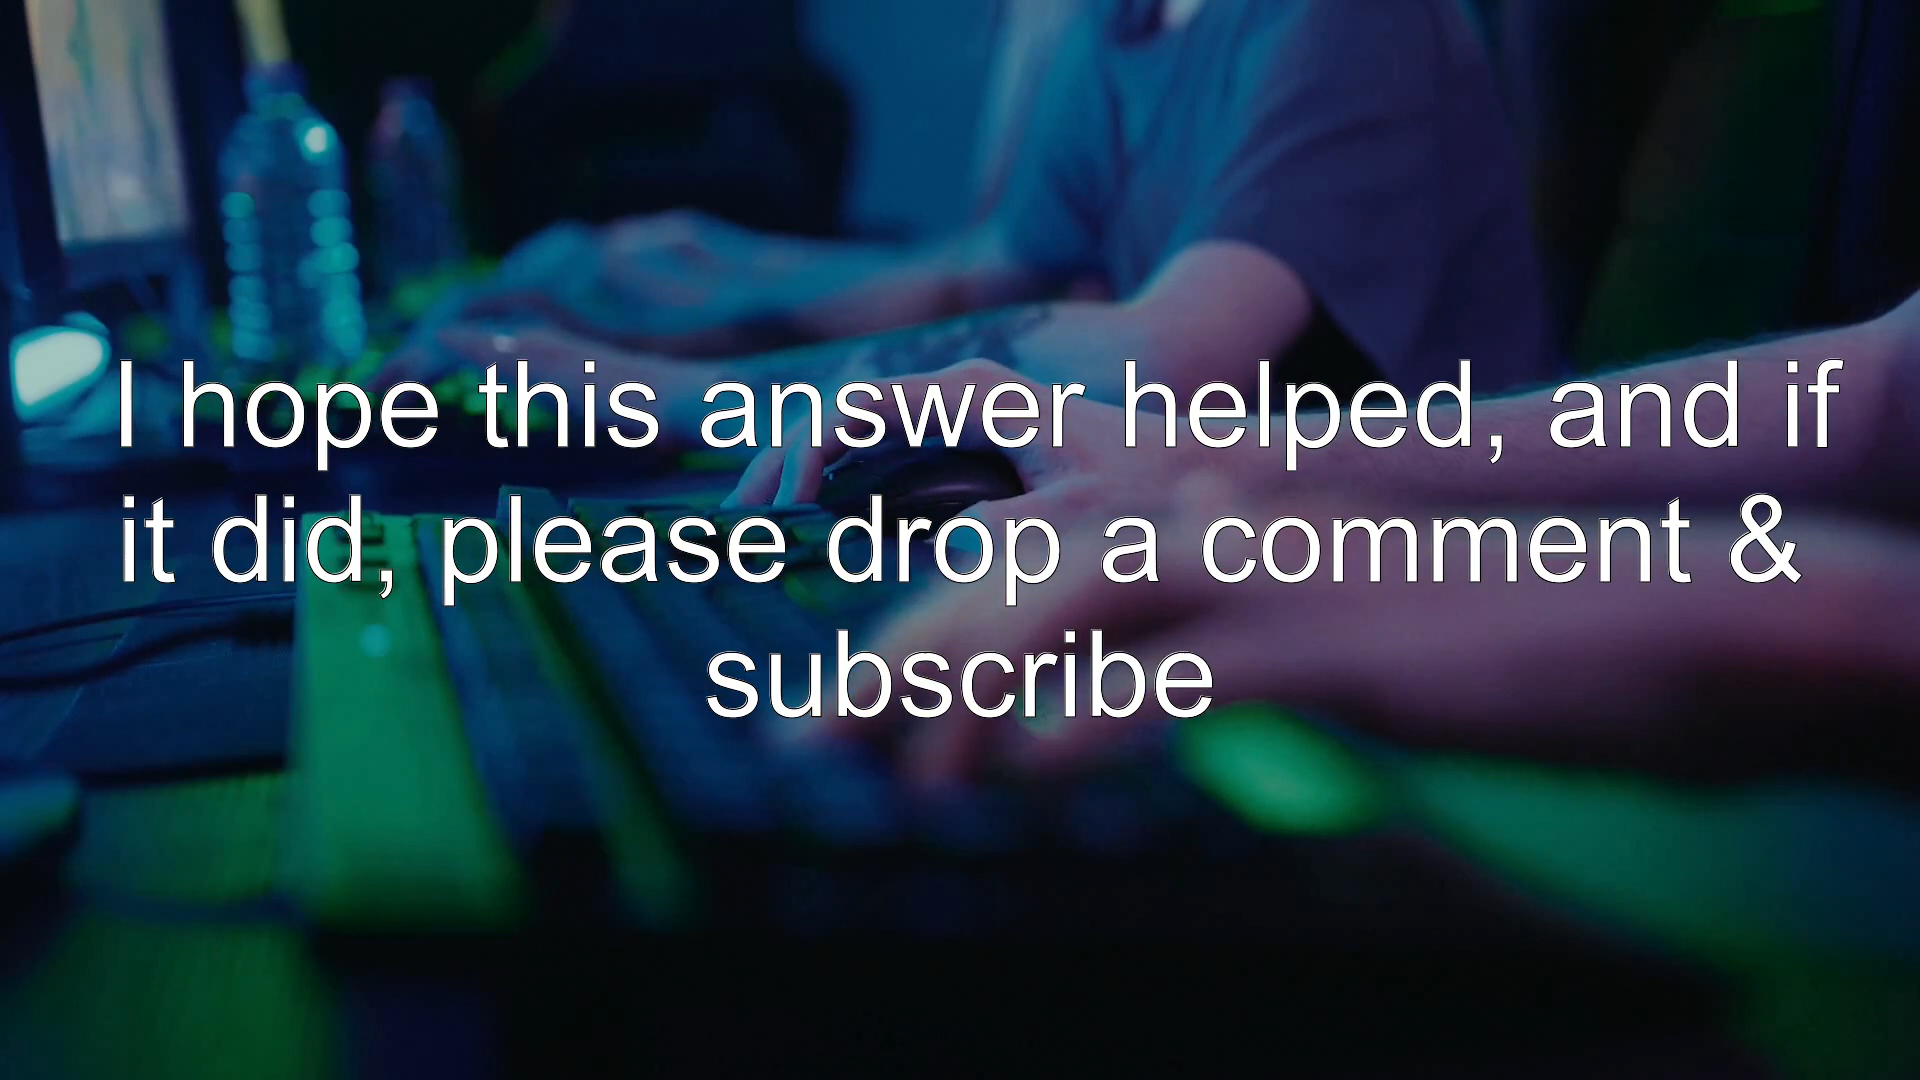 I hope this answer helped, and if
it did, please drop a comment &
subscribe